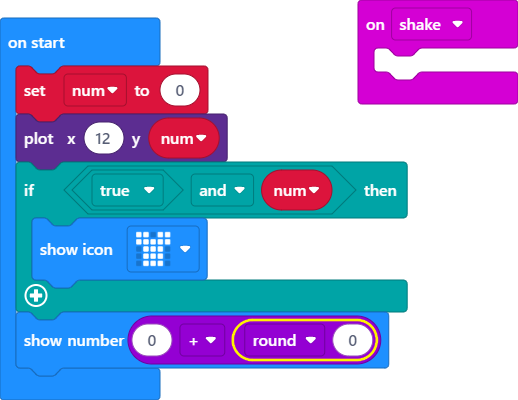 on start
set num to 0
plot x 12 y num
if true and num then
show icon
show number 0 + round 0
on shake